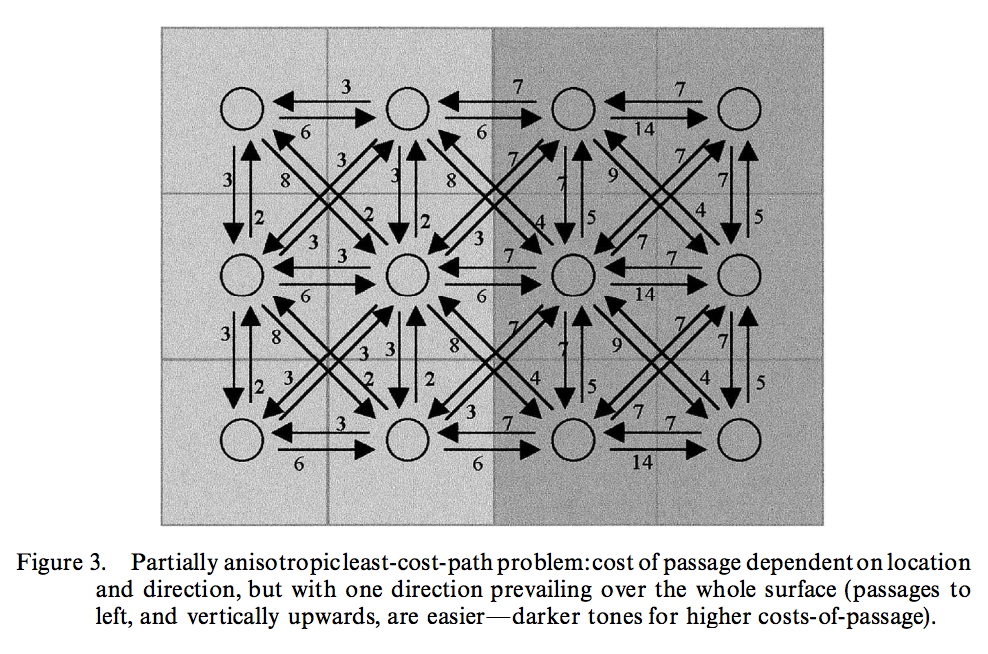 3 7 7
6 6 14
3 7 7
3 8 3 8 7 9 7
2 2 2 4 5 4 5
3 3 7
3 7 7
6 6 14
3 8 3 3 8 7 7 9 7 7
2 3 2 2 4 5 4 5
3 7
3 7 7
6 6 14
Figure 3. Partially anisotropic least-cost-path problem: cost of passage dependent on location
and direction, but with one direction prevailing over the whole surface (passages to
left, and vertically upwards, are easier—darker tones for higher costs-of-passage).